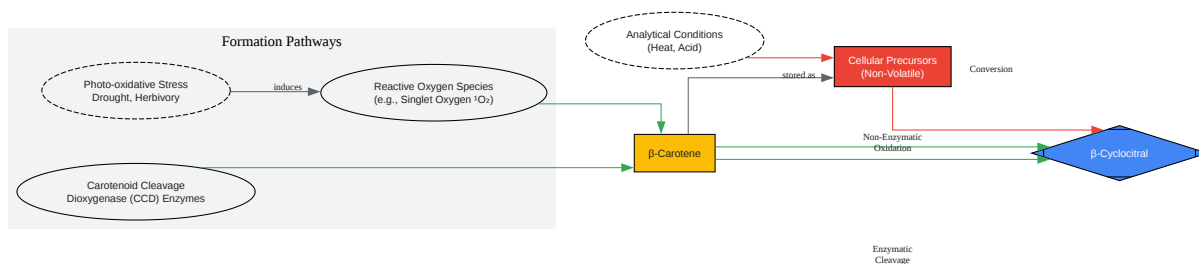 Formation Pathways
Photo-oxidative Stress
Drought, Herbivory
induces
Reactive Oxygen Species
(e.g., Singlet Oxygen ¹O₂)
Carotenoid Cleavage
Dioxygenase (CCD) Enzymes
Analytical Conditions
(Heat, Acid)
stored as
Cellular Precursors
(Non-Volatile)
Conversion
β-Carotene
Non-Enzymatic
Oxidation
β-Cyclocitral
Enzymatic
Cleavage